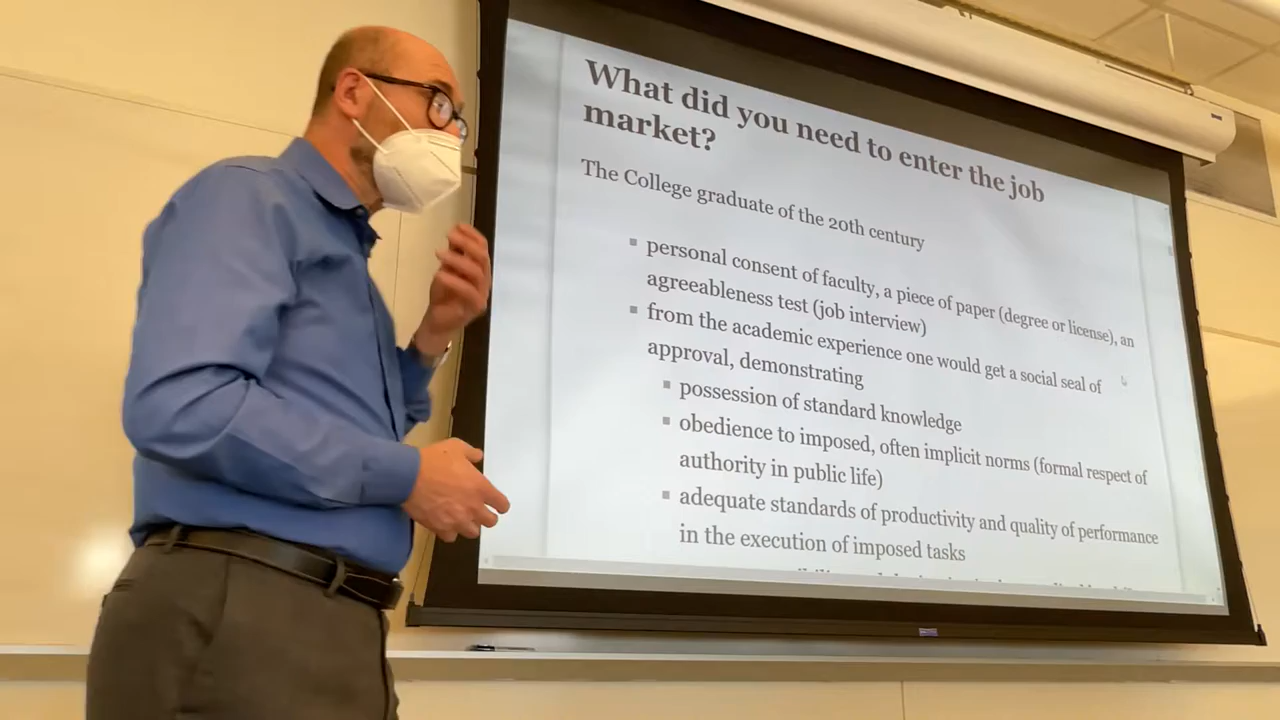 What did you need to enter the job
market?
The College graduate of the 20th century
personal consent of faculty, a piece of paper (degree or license), an
agreeableness test (job interview)
from the academic experience one would get a social seal of
approval, demonstrating
possession of standard knowledge
obedience to imposed, often implicit norms (formal respect of
authority in public life)
adequate standards of productivity and quality of performance
in the execution of imposed tasks